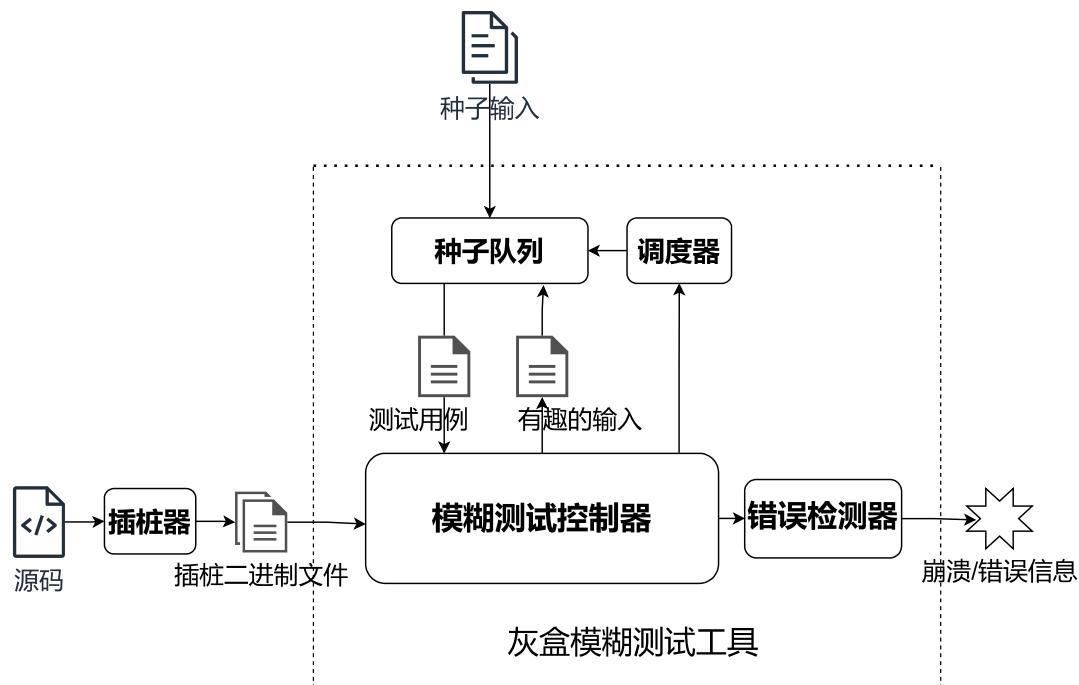 种子输入
种子队列
调度器
测试用例
有趣的输入
模糊测试控制器
错误检测器
插桩器
源码
插桩二进制文件
崩溃/错误信息
灰盒模糊测试工具